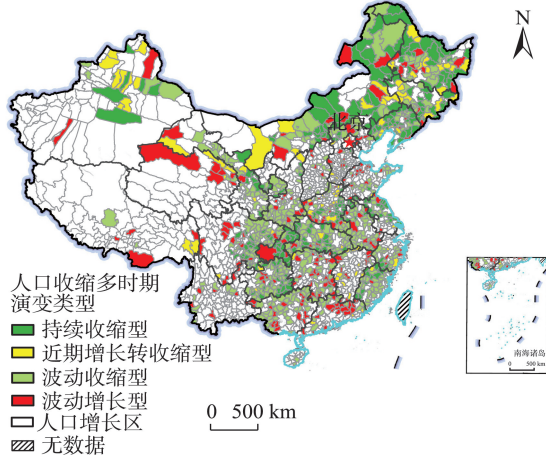 N
北京
人口收缩多时期
演变类型
持续收缩型
近期增长转收缩型
波动收缩型
波动增长型
人口增长区
无数据
0 500 km
南海诸岛
0 500 km